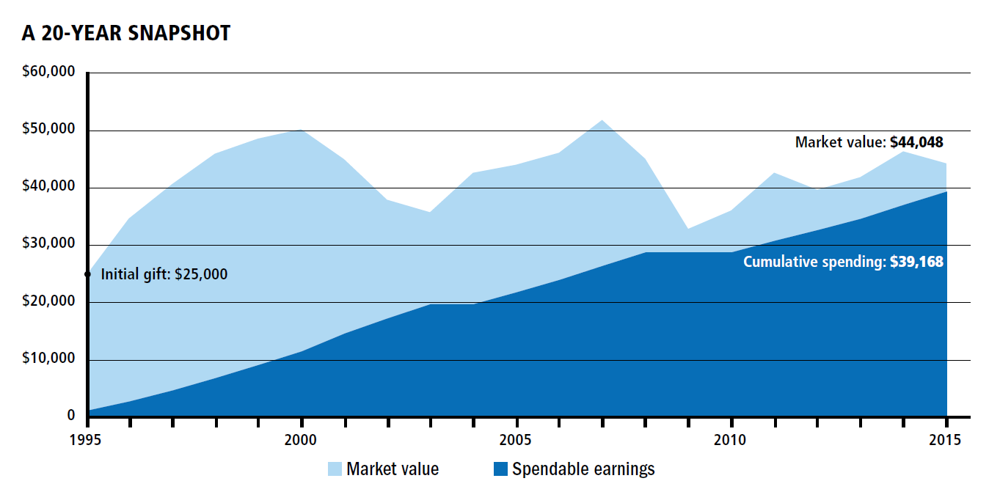 A 20-YEAR SNAPSHOT
$60,000
$50,000
Market value: $44,048
$40,000
$30,000
Cumulative spending: $39,168
Initial gift: $25,000
$20,000
$10,000
0
1995 2000 2005 2010 2015
Market value Spendable earnings